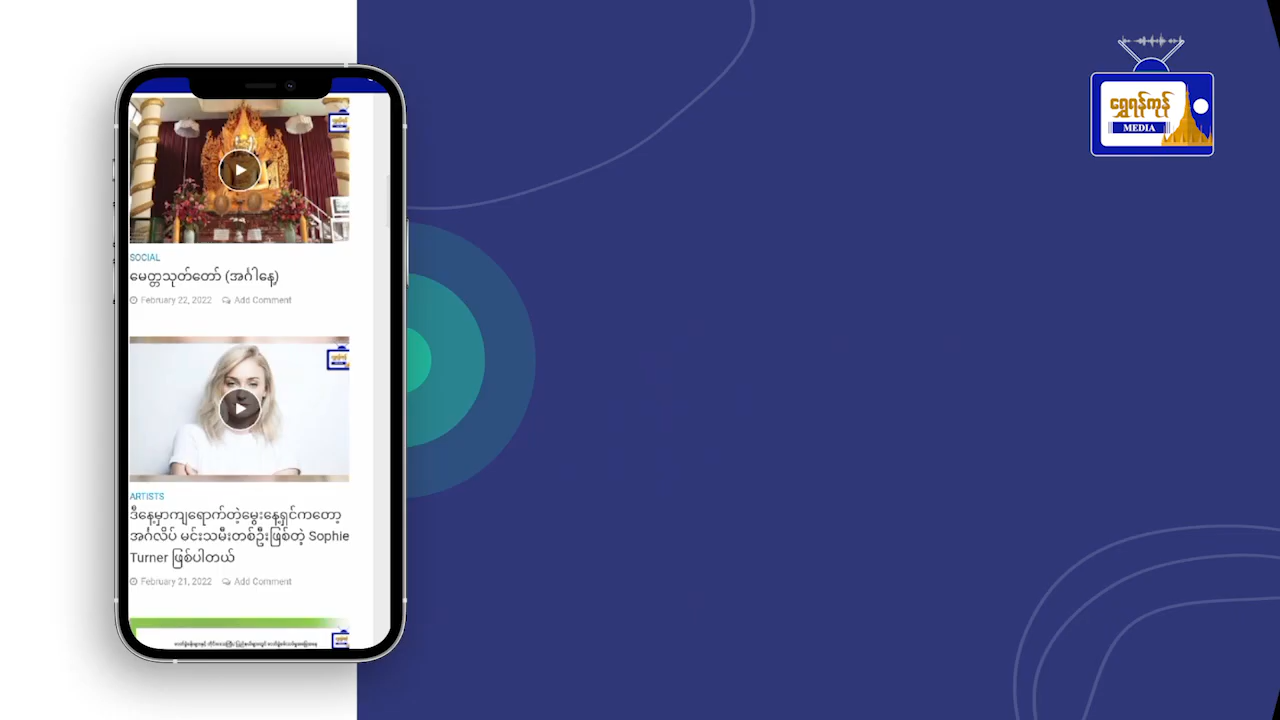 SOCIAL
မေတ္တသုတ်တော် (အင်္ဂါနေ့)
February 22, 2022 Add Comment
ARTISTS
ဒီနေ့မှာကျရောက်တဲ့မွေးနေ့ရှင်ကတော့
အင်္ဂလိပ် မင်းသမီးတစ်ဦးဖြစ်တဲ့ Sophie
Turner ဖြစ်ပါတယ်
February 21, 2022 Add Comment
ရွှေရန်ကုန်
MEDIA